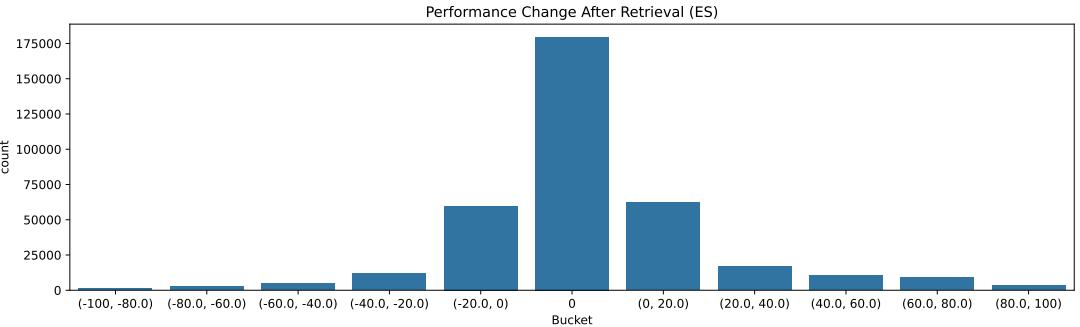 Performance Change After Retrieval (ES)
175000
150000
125000
100000
75000
50000
25000
0
count
(-100, -80.0) (-80.0, -60.0) (-60.0, -40.0) (-40.0, -20.0) (-20.0, 0) 0 (0, 20.0) (20.0, 40.0) (40.0, 60.0) (60.0, 80.0) (80.0, 100)
Bucket